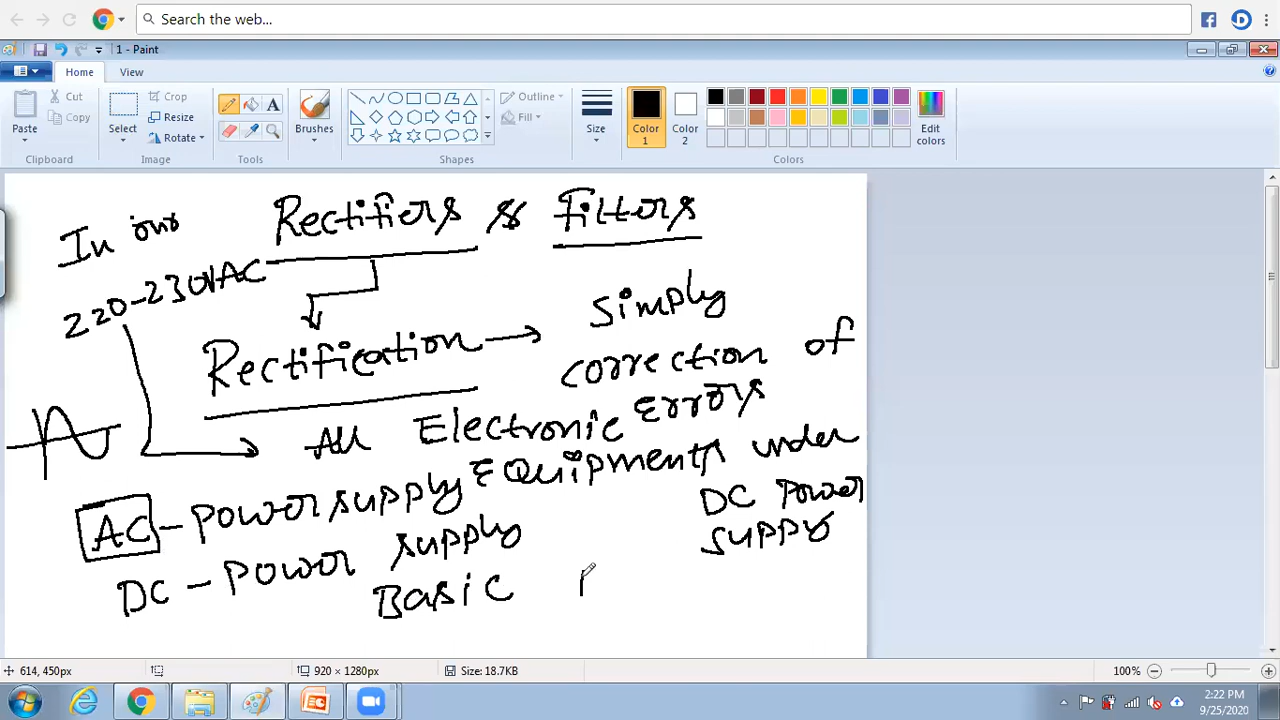 Search the web...
1 - Paint
Home View
Paste
Cut
Copy
Clipboard
Select
Crop
Resize
Rotate
Image
A
Tools
Brushes
Outline
Fill
Shapes
Size
Color 1
Color 2
Edit colors
Colors
In our Rectifiers & Filters
220-230VAC
Rectification → Simply
correction of
Errors
All Electronic
Equipments under
DC Power
supply
AC - Power supply
DC - Power supply
Basic
614, 450px
920 × 1280px
Size: 18.7KB
100%
2:22 PM
9/25/2020